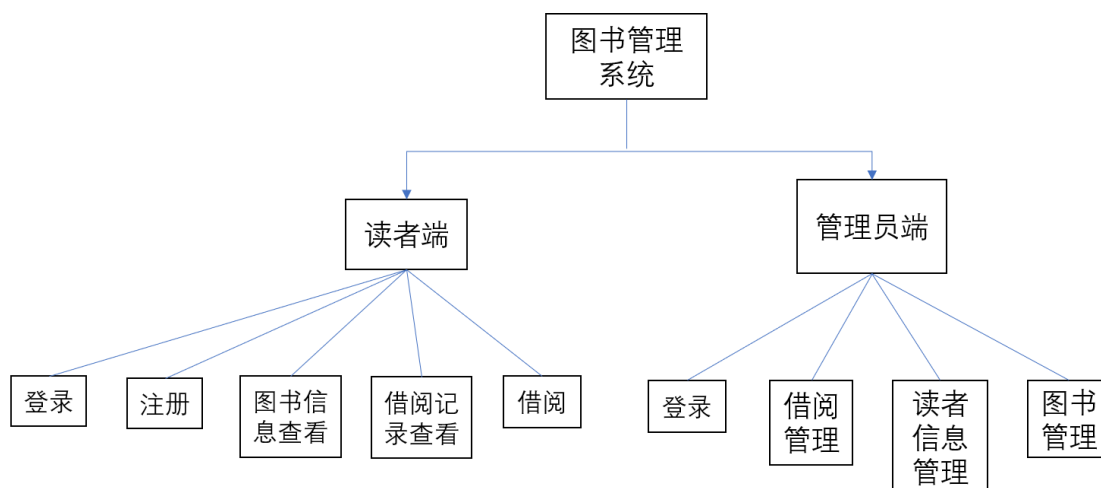 图书管理
系统
读者端
管理员端
登录
注册
图书信
息查看
借阅记
录查看
借阅
登录
借阅
管理
读者
信息
管理
图书
管理